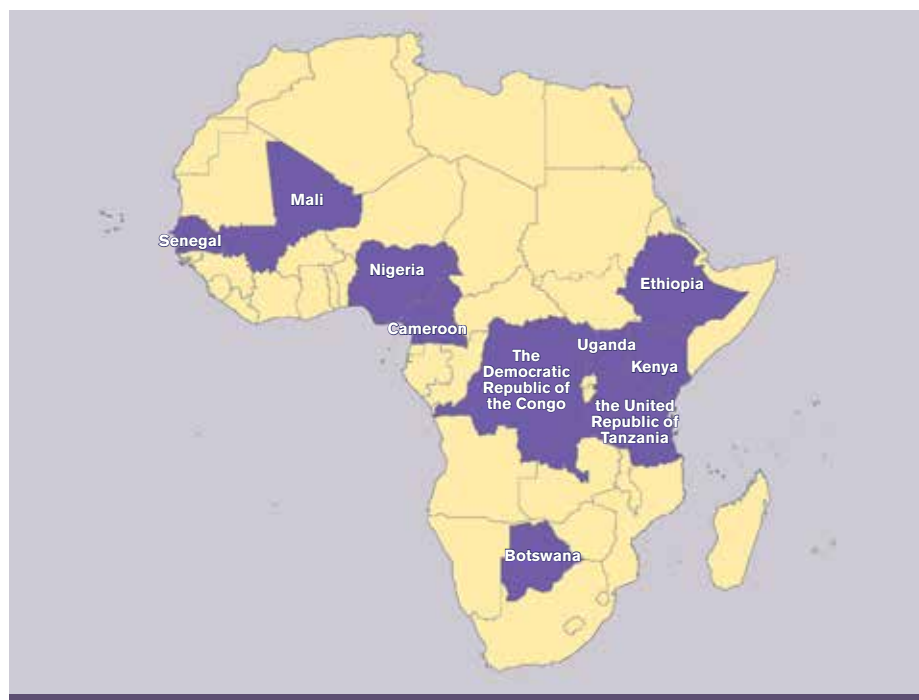 Mali
Senegal
Nigeria
Ethiopia
Cameroon
Uganda
The
Democratic
Republic of
the Congo
Kenya
the United
Republic of
Tanzania
Botswana